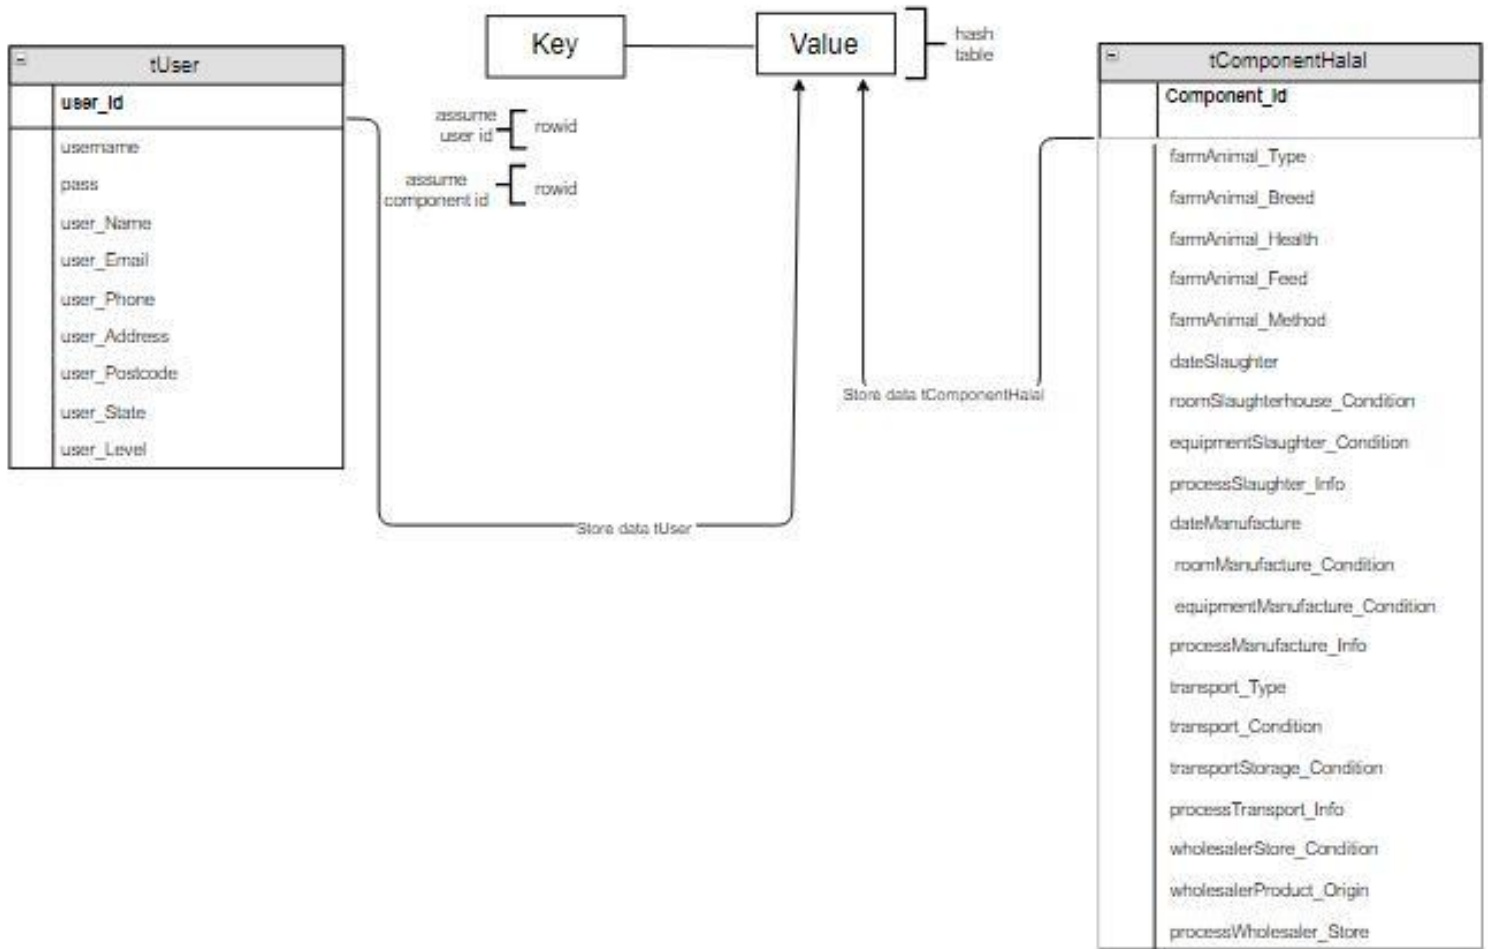 tUser
user_id
username
pass
user_Name
user_Email
user_Phone
user_Address
user_Postcode
user_State
user_Level
Key
Value
hash
table
assume
user id
rowid
assume
component id
rowid
Store data tUser
Store data tComponentHalal
tComponentHalal
Component_id
farmAnimal_Type
farmAnimal_Breed
farmAnimal_Health
farmAnimal_Feed
farmAnimal_Method
dateSlaughter
roomSlaughterhouse_Condition
equipmentSlaughter_Condition
processSlaughter_Info
dateManufacture
roomManufacture_Condition
equipmentManufacture_Condition
processManufacture_Info
transport_Type
transport_Condition
transportStorage_Condition
processTransport_Info
wholesalerStore_Condition
wholesalerProduct_Origin
processWholesaler_Store